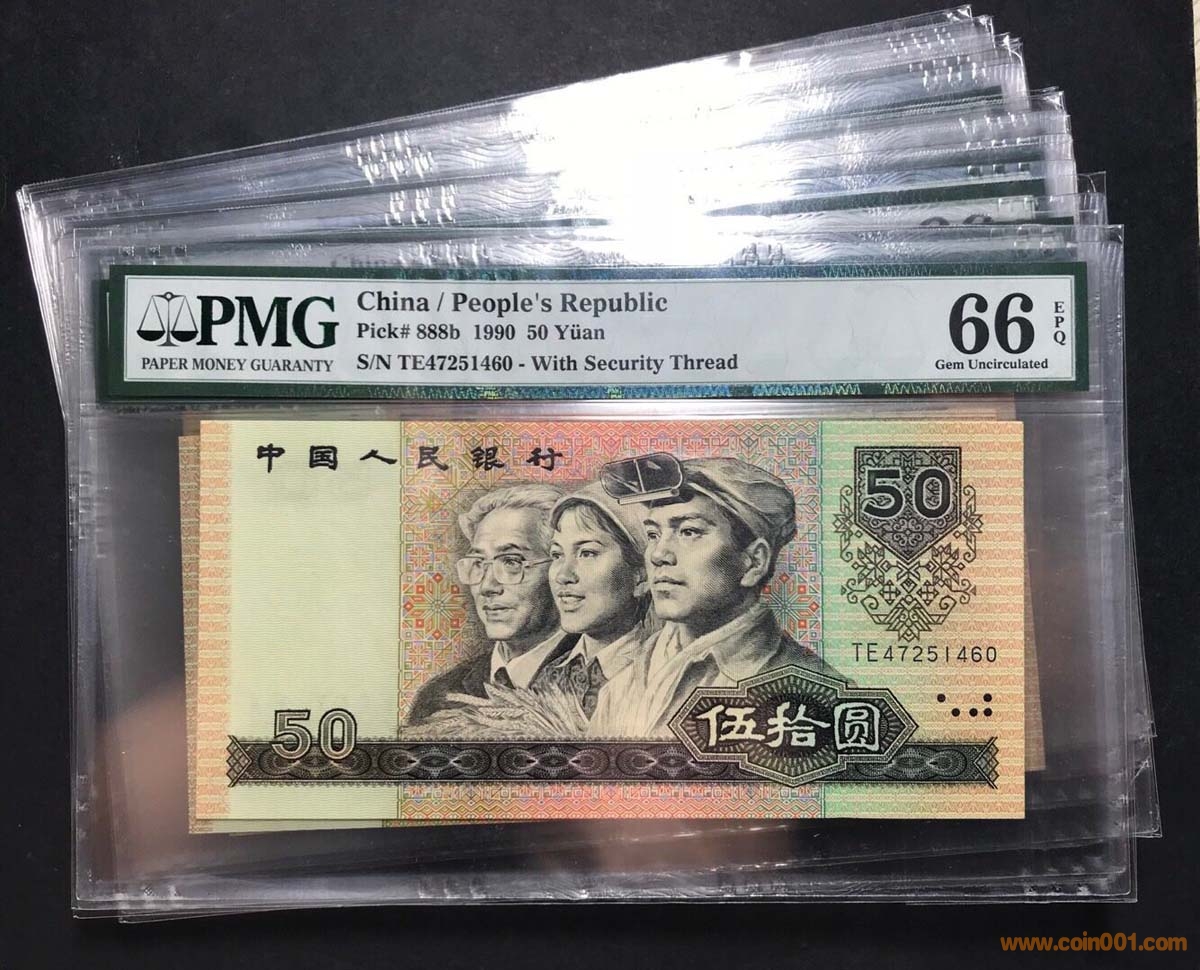 China / People's Republic
PMG
Pick# 888b 1990 50 Yüan
PAPER MONEY GUARANTY
S/N TE47251460 - With Security Thread
66
EPQ
Gem Uncirculated
中国人民银行
50
TE47251460
50
伍拾圆
www.coin001.com